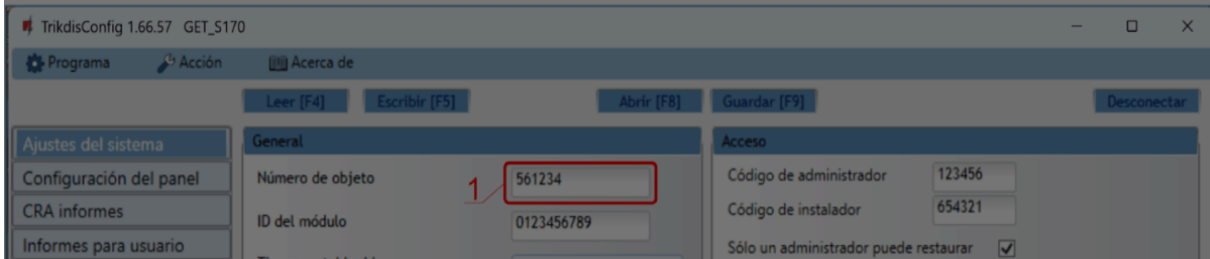 TrikdisConfig 1.66.57 GET_S170
Programa Acción Acerca de
Leer [F4] Escribir [F5] Abrir [F8] Guardar [F9] Desconectar
Ajustes del sistema
Configuración del panel
CRA informes
Informes para usuario
General
Número de objeto 1 561234
ID del módulo 0123456789
Acceso
Código de administrador 123456
Código de instalador 654321
Sólo un administrador puede restaurar